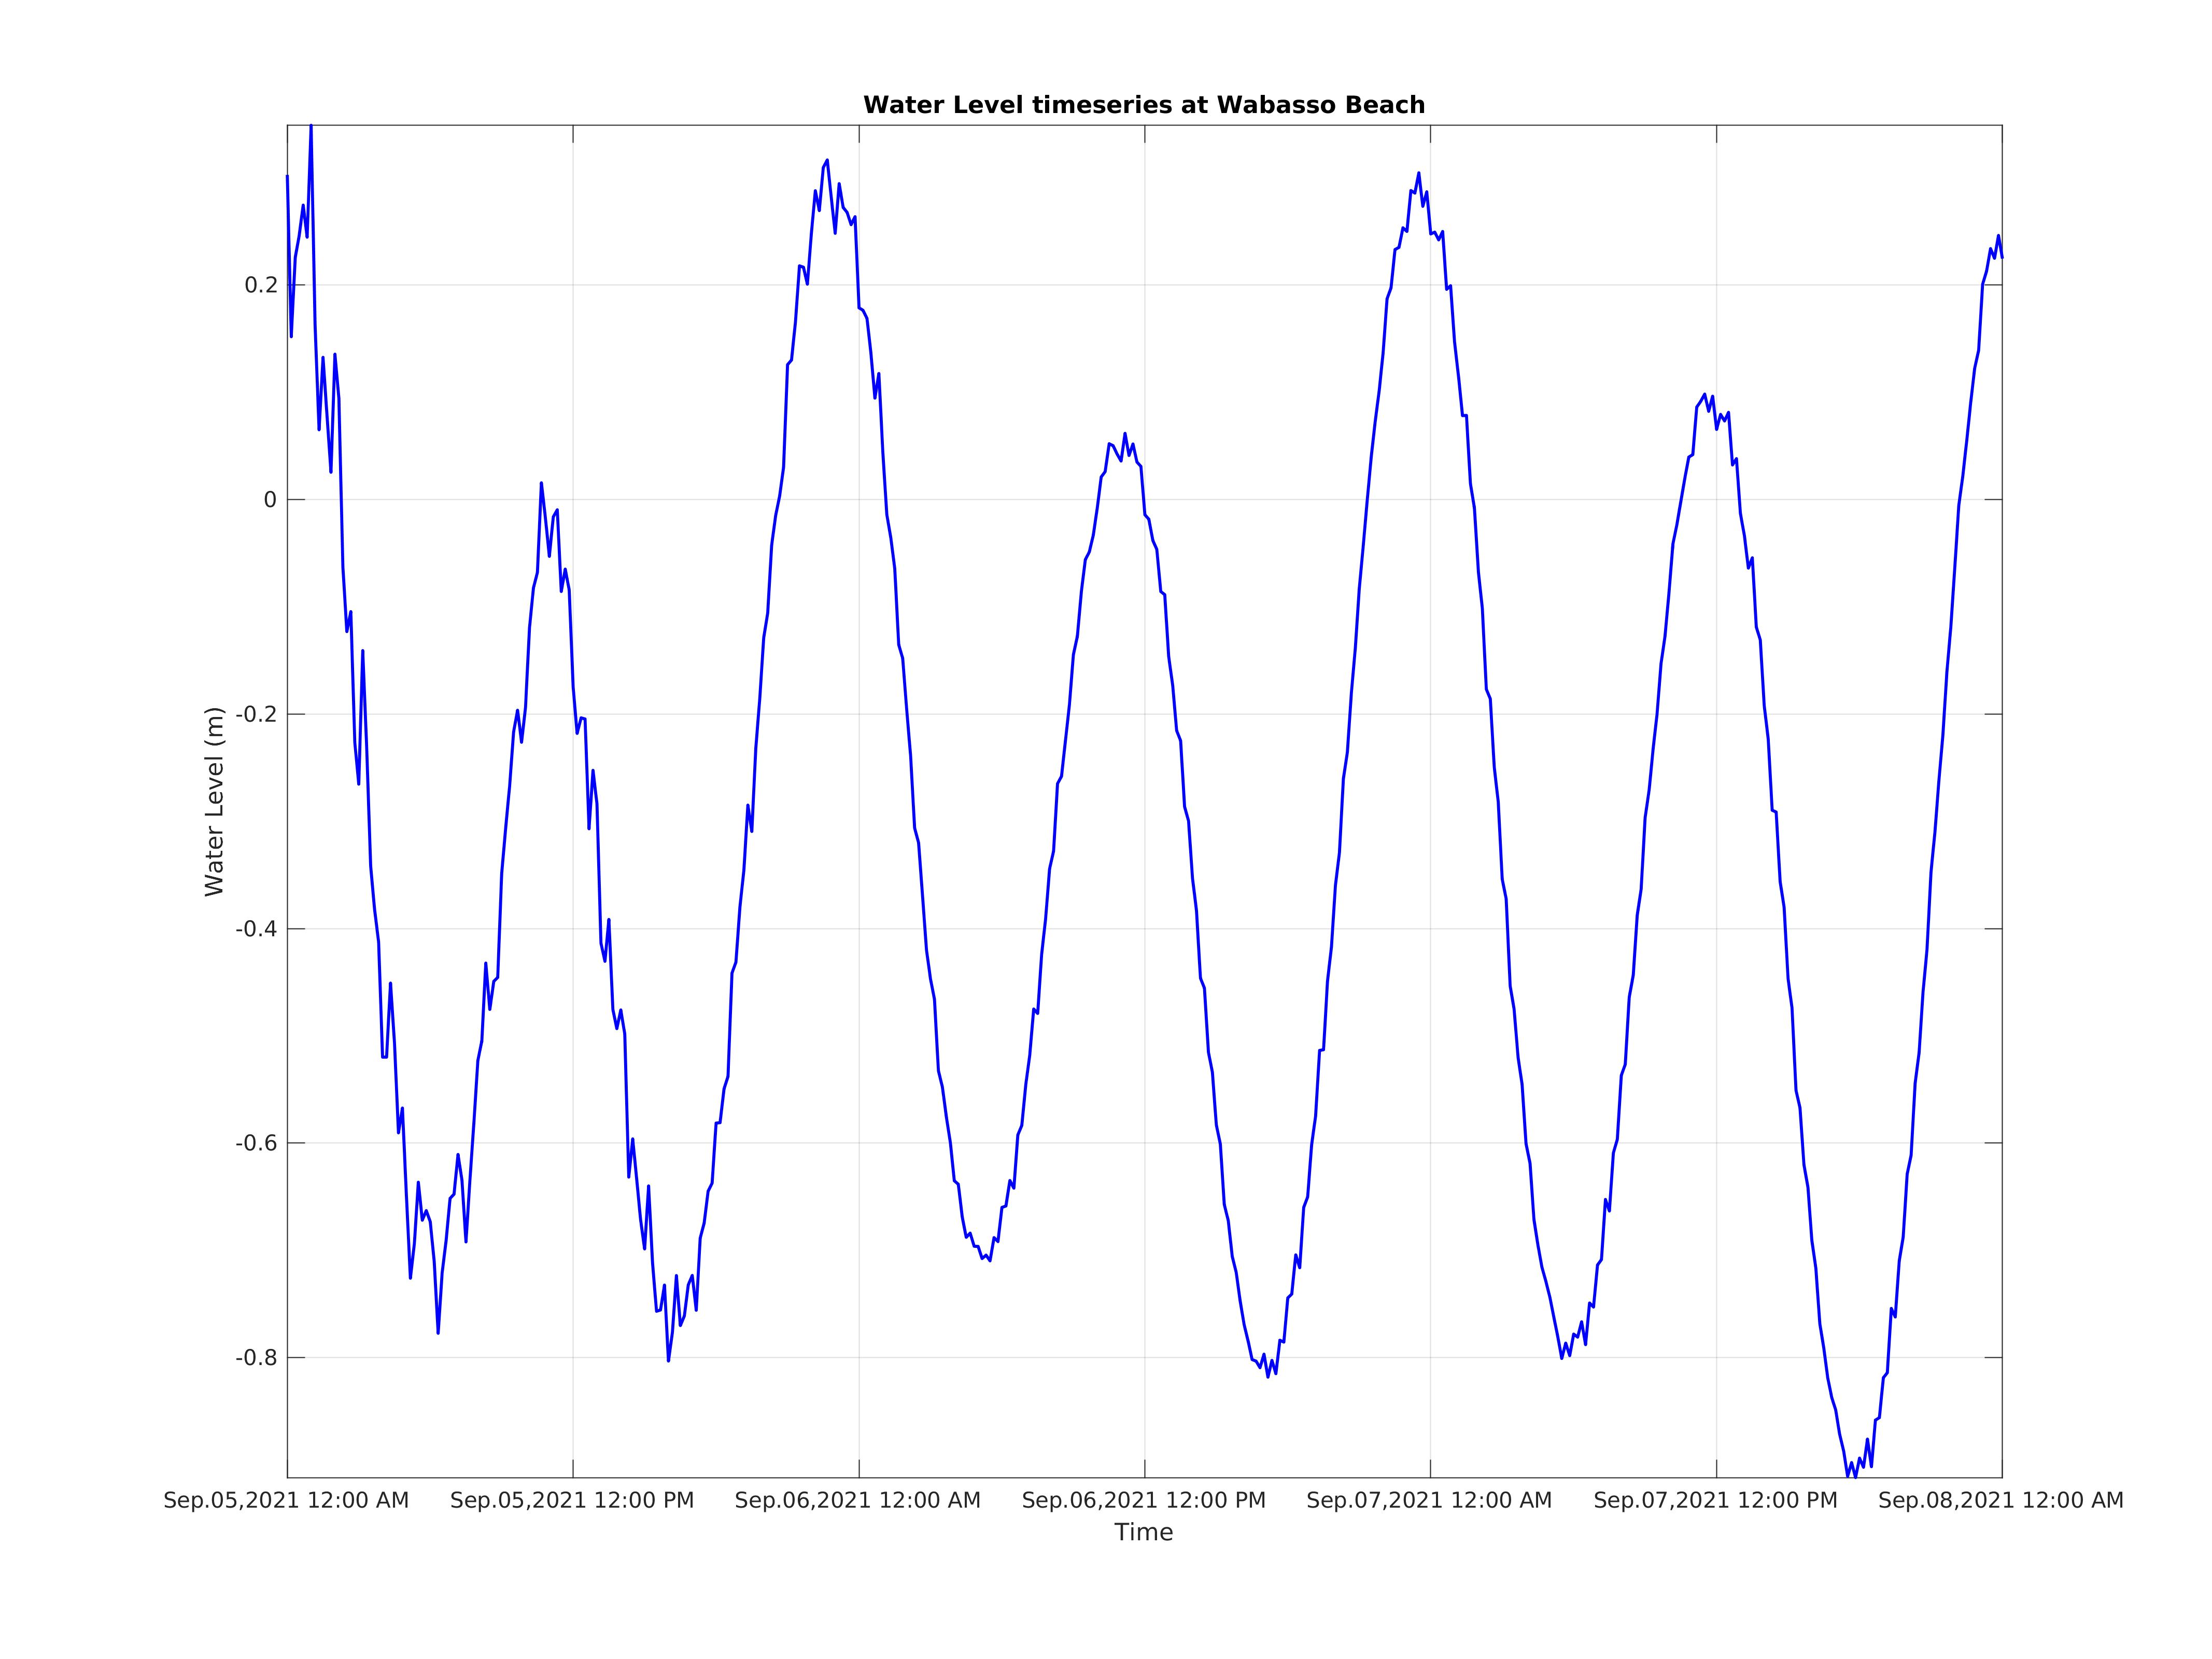 Water Level timeseries at Wabasso Beach
0.2
0
-0.2
-0.4
-0.6
-0.8
Water Level (m)
Sep.05,2021 12:00 AM
Sep.05,2021 12:00 PM
Sep.06,2021 12:00 AM
Sep.06,2021 12:00 PM
Sep.07,2021 12:00 AM
Sep.07,2021 12:00 PM
Sep.08,2021 12:00 AM
Time